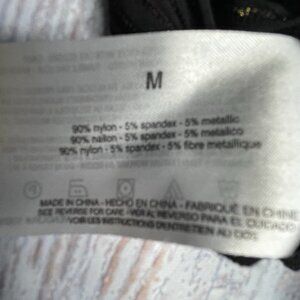 M
90% nylon - 5% spandex - 5% metallic
90% nailon - 5% spandex - 5% metalico
90% nylon - 5% spandex - 5% fibre metallique
MADE IN CHINA - HECHO EN CHINA - FABRIQUE EN CHINE
SEE REVERSE FOR CARE - VER AL REVERSO PARA EL CUIDADO
VOIR LES INSTRUCTIONS D'ENTRETIEN AU DOS